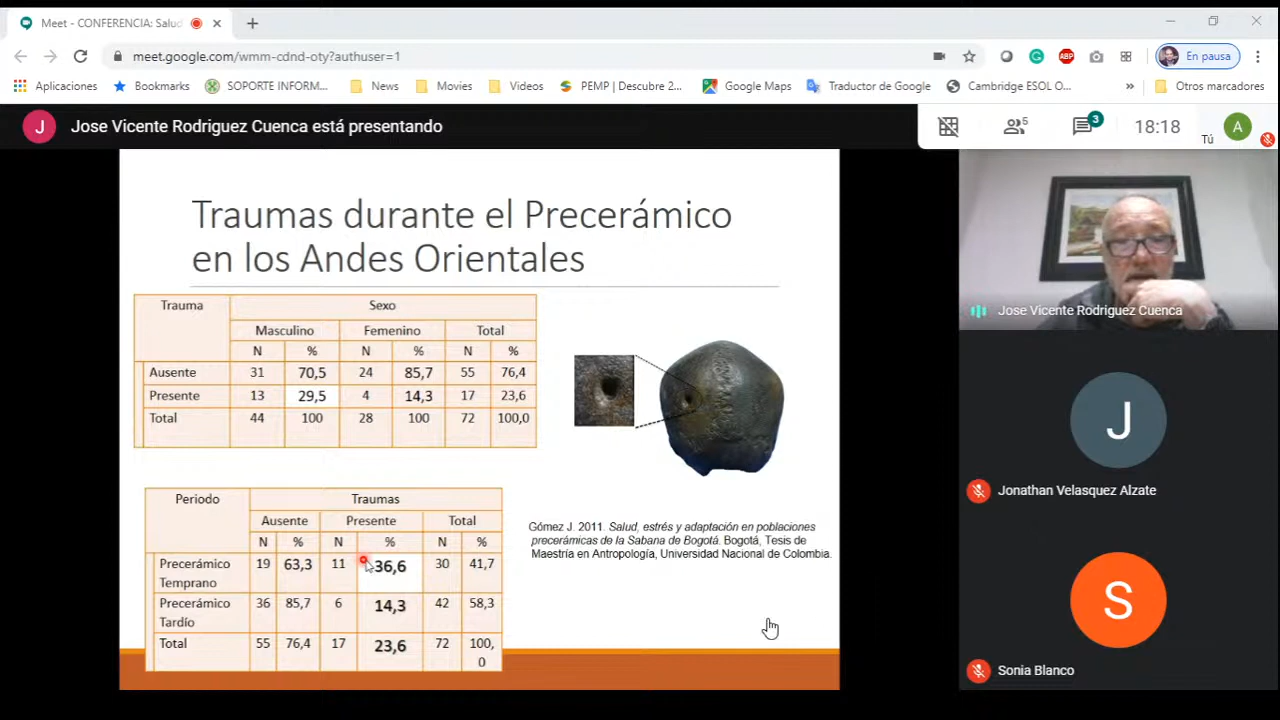 Meet - CONFERENCIA: Salud
meet.google.com/wmm-cdnd-oty?authuser=1
En pausa
Aplicaciones
Bookmarks
SOPORTE INFORM...
News
Movies
Videos
PEMP | Descubre 2...
Google Maps
Traductor de Google
Cambridge ESOL O...
»
Otros marcadores
J
Jose Vicente Rodriguez Cuenca está presentando
5
3
18:18
Tú
A
Traumas durante el Precerámico
en los Andes Orientales
Trauma Sexo
Masculino Femenino Total
N % N % N %
Ausente 31 70,5 24 85,7 55 76,4
Presente 13 29,5 4 14,3 17 23,6
Total 44 100 28 100 72 100,0
Periodo Traumas
Ausente Presente Total
N % N % N %
Precerámico 19 63,3 11 36,6 30 41,7
Temprano
Precerámico 36 85,7 6 14,3 42 58,3
Tardío
Total 55 76,4 17 23,6 72 100,
0
Gómez J. 2011. Salud, estrés y adaptación en poblaciones
precerámicas de la Sabana de Bogotá. Bogotá, Tesis de
Maestría en Antropología, Universidad Nacional de Colombia.
Jose Vicente Rodriguez Cuenca
J
Jonathan Velasquez Alzate
S
Sonia Blanco